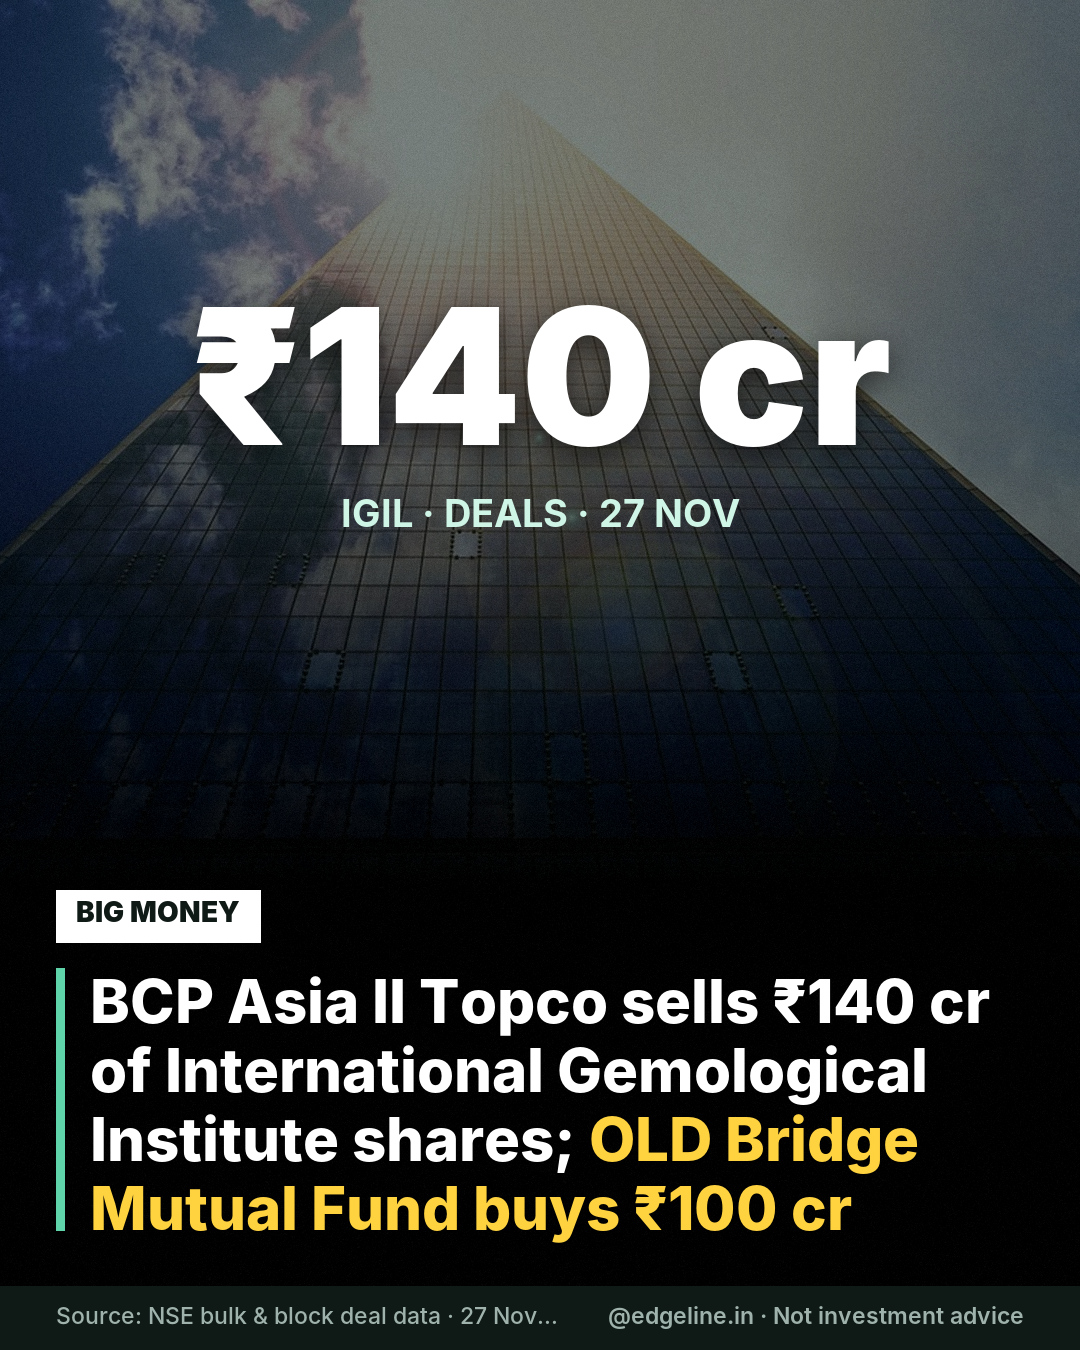 ₹140 cr
IGIL · DEALS · 27 NOV
BIG MONEY
BCP Asia II Topco sells ₹140 cr
of International Gemological
Institute shares; OLD Bridge
Mutual Fund buys ₹100 cr
Source: NSE bulk & block deal data · 27 Nov...
@edgeline.in · Not investment advice